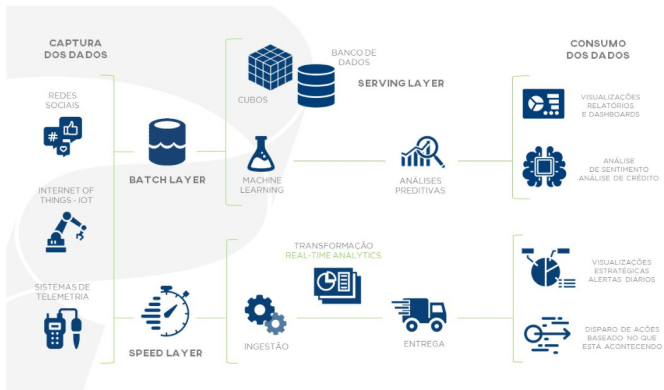 CAPTURA
DOS DADOS
REDES
SOCIAIS
#
INTERNET OF
THINGS - IOT
SISTEMAS DE
TELEMETRIA
BATCH LAYER
SPEED LAYER
CUBOS
BANCO DE
DADOS
SERVING LAYER
MACHINE
LEARNING
ANÁLISES
PREDITIVAS
TRANSFORMAÇÃO
REAL-TIME ANALYTICS
INGESTÃO
ENTREGA
CONSUMO
DOS DADOS
VISUALIZAÇÕES
RELATÓRIOS
E DASHBOARDS
ANÁLISE
DE SENTIMENTO
ANÁLISE DE CRÉDITO
VISUALIZAÇÕES
ESTRATÉGICAS
ALERTAS DIÁRIOS
DISPARO DE AÇÕES
BASEADO NO QUE
ESTÁ ACONTECENDO